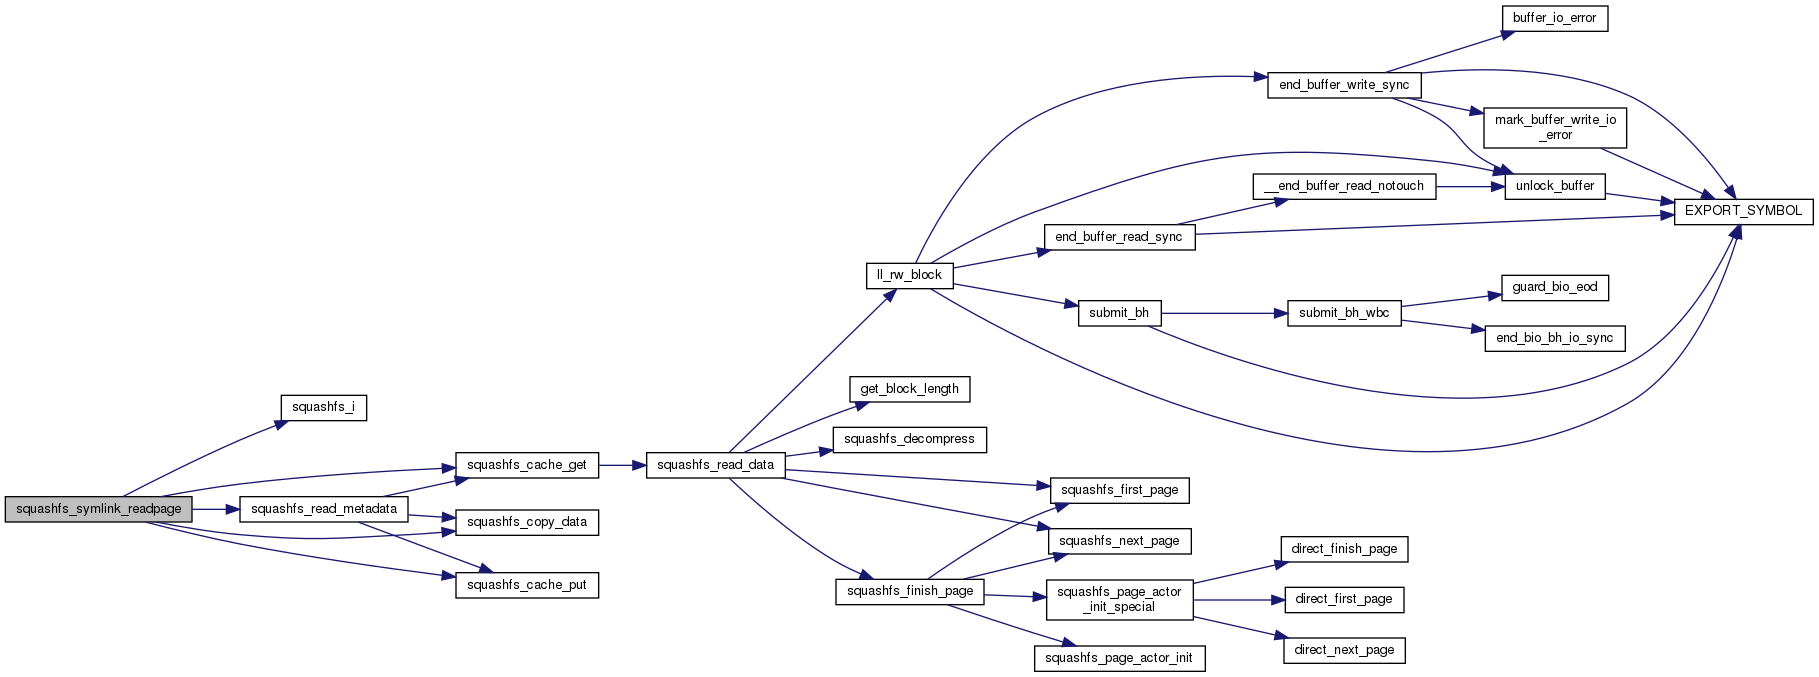 buffer_io_error
end_buffer_write_sync
mark_buffer_write_io
_error
__end_buffer_read_notouch
unlock_buffer
EXPORT_SYMBOL
end_buffer_read_sync
ll_rw_block
guard_bio_eod
submit_bh
submit_bh_wbc
end_bio_bh_io_sync
get_block_length
squashfs_i
squashfs_decompress
squashfs_cache_get
squashfs_read_data
squashfs_first_page
squashfs_symlink_readpage
squashfs_read_metadata
squashfs_copy_data
squashfs_next_page
direct_finish_page
squashfs_cache_put
squashfs_finish_page
squashfs_page_actor
_init_special
direct_first_page
direct_next_page
squashfs_page_actor_init